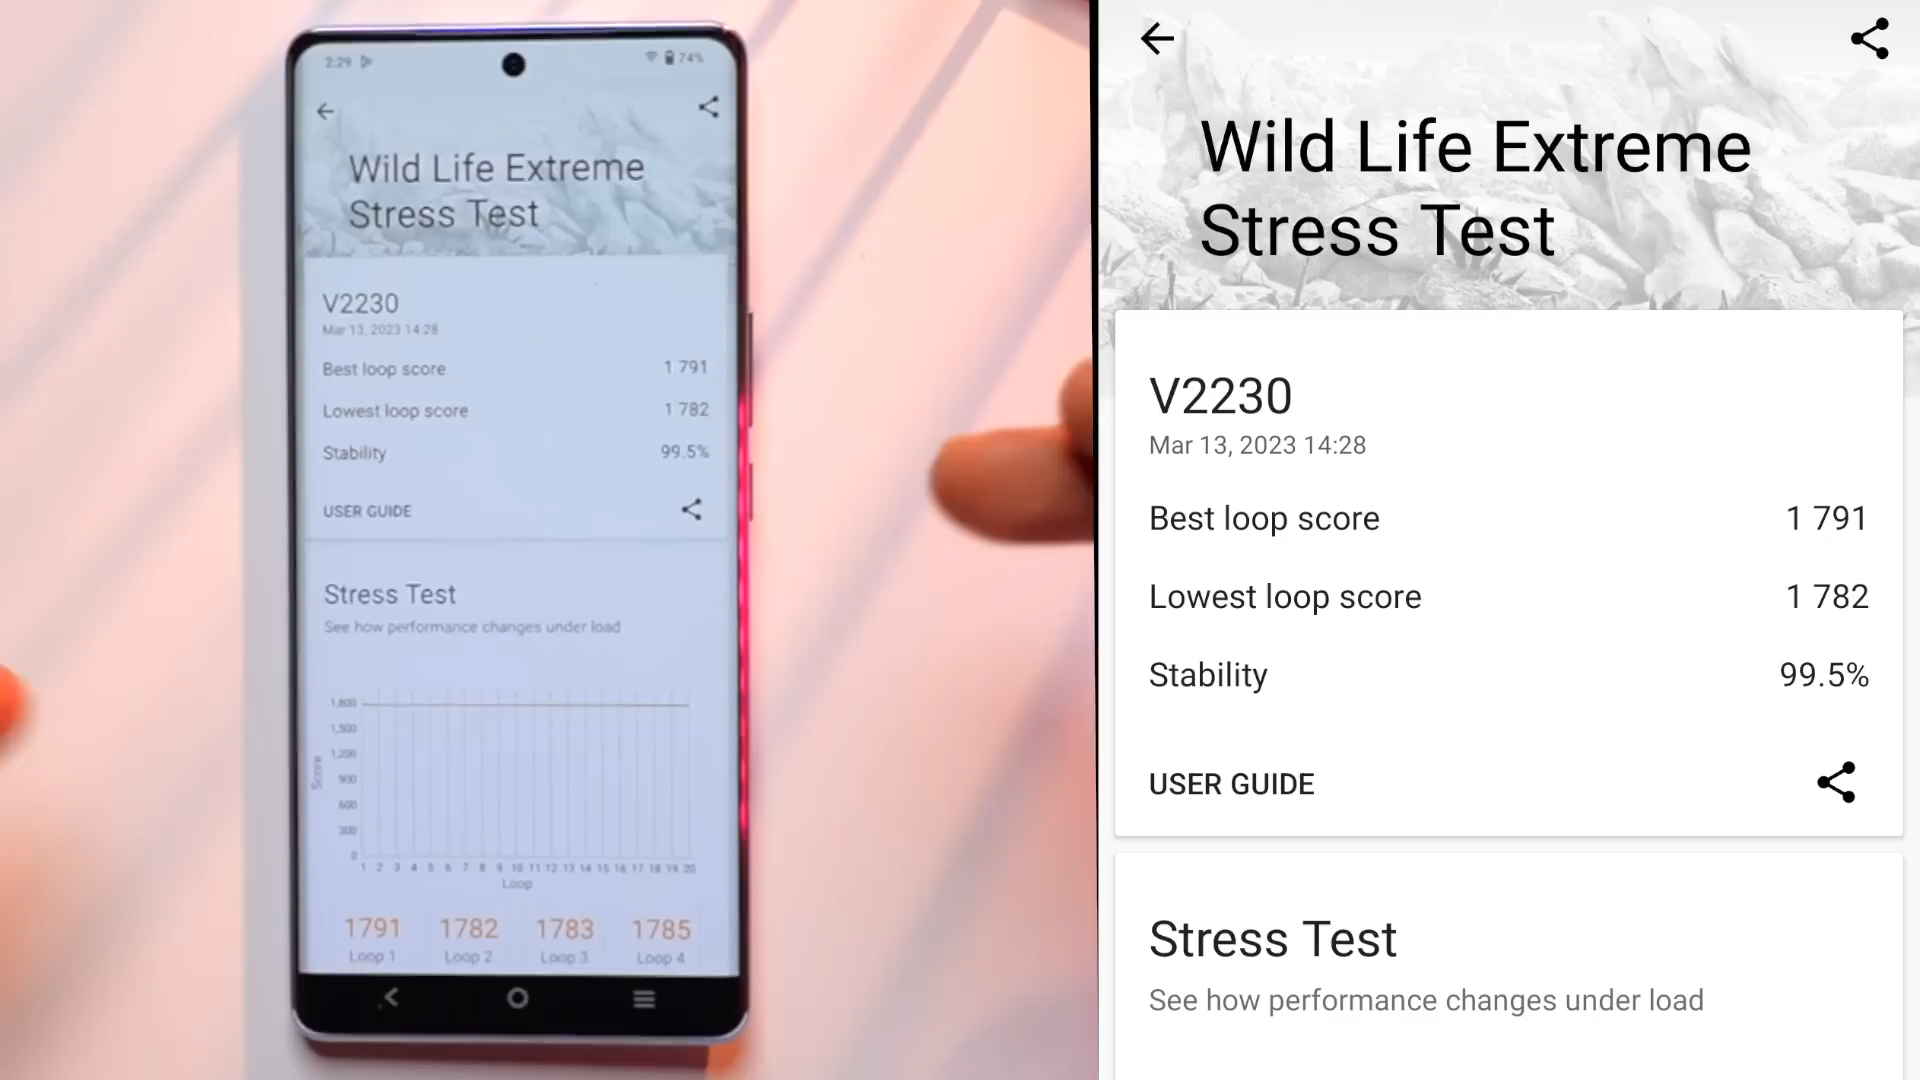 2:29
74%
Wild Life Extreme
Stress Test
V2230
Mar 13, 2023 14:28
Best loop score 1 791
Lowest loop score 1 782
Stability 99.5%
USER GUIDE
Stress Test
See how performance changes under load
1,800
1,500
1,200
900
600
300
0
Score
1 2 3 4 5 6 7 8 9 10 11 12 13 14 15 16 17 18 19 20
Loop
1791 1782 1783 1785
Loop 1 Loop 2 Loop 3 Loop 4
Wild Life Extreme
Stress Test
V2230
Mar 13, 2023 14:28
Best loop score 1 791
Lowest loop score 1 782
Stability 99.5%
USER GUIDE
Stress Test
See how performance changes under load